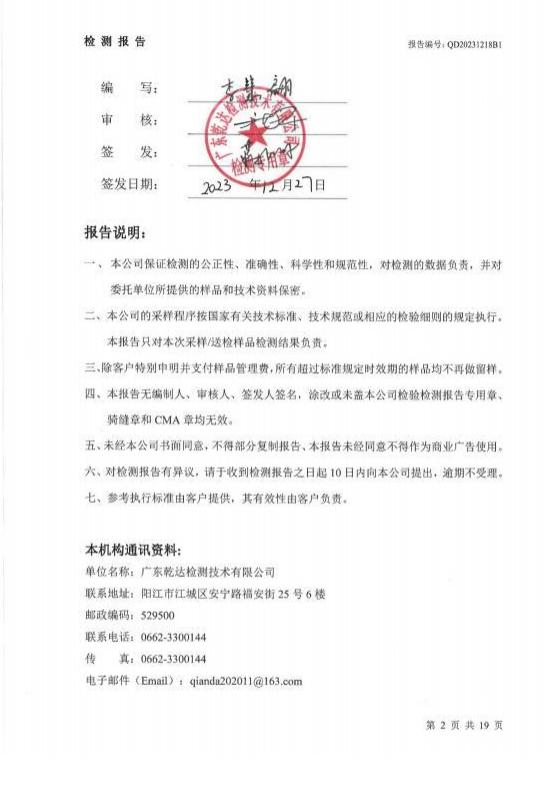 检测报告
报告编号：QD20231218B1
编 写：
审 核：
签 发：
广东乾达检测技术有限公司
检测专用章
签发日期： 2023 年12月27日
报告说明：
一、本公司保证检测的公正性、准确性、科学性和规范性，对检测的数据负责，并对
委托单位所提供的样品和技术资料保密。
二、本公司的采样程序按国家有关技术标准、技术规范或相应的检验细则的规定执行。
本报告只对本次采样/送检样品检测结果负责。
三、除客户特别申明并支付样品管理费,所有超过标准规定时效期的样品均不再做留样。
四、本报告无编制人、审核人、签发人签名，涂改或未盖本公司检验检测报告专用章、
骑缝章和 CMA 章均无效。
五、未经本公司书面同意，不得部分复制报告、本报告未经同意不得作为商业广告使用。
六、对检测报告有异议，请于收到检测报告之日起 10 日内向本公司提出，逾期不受理。
七、参考执行标准由客户提供，其有效性由客户负责。
本机构通讯资料:
单位名称：广东乾达检测技术有限公司
联系地址：阳江市江城区安宁路福安街 25 号 6 楼
邮政编码：529500
联系电话：0662-3300144
传 真：0662-3300144
电子邮件（Email）：qianda202011@163.com
第 2 页 共 19 页